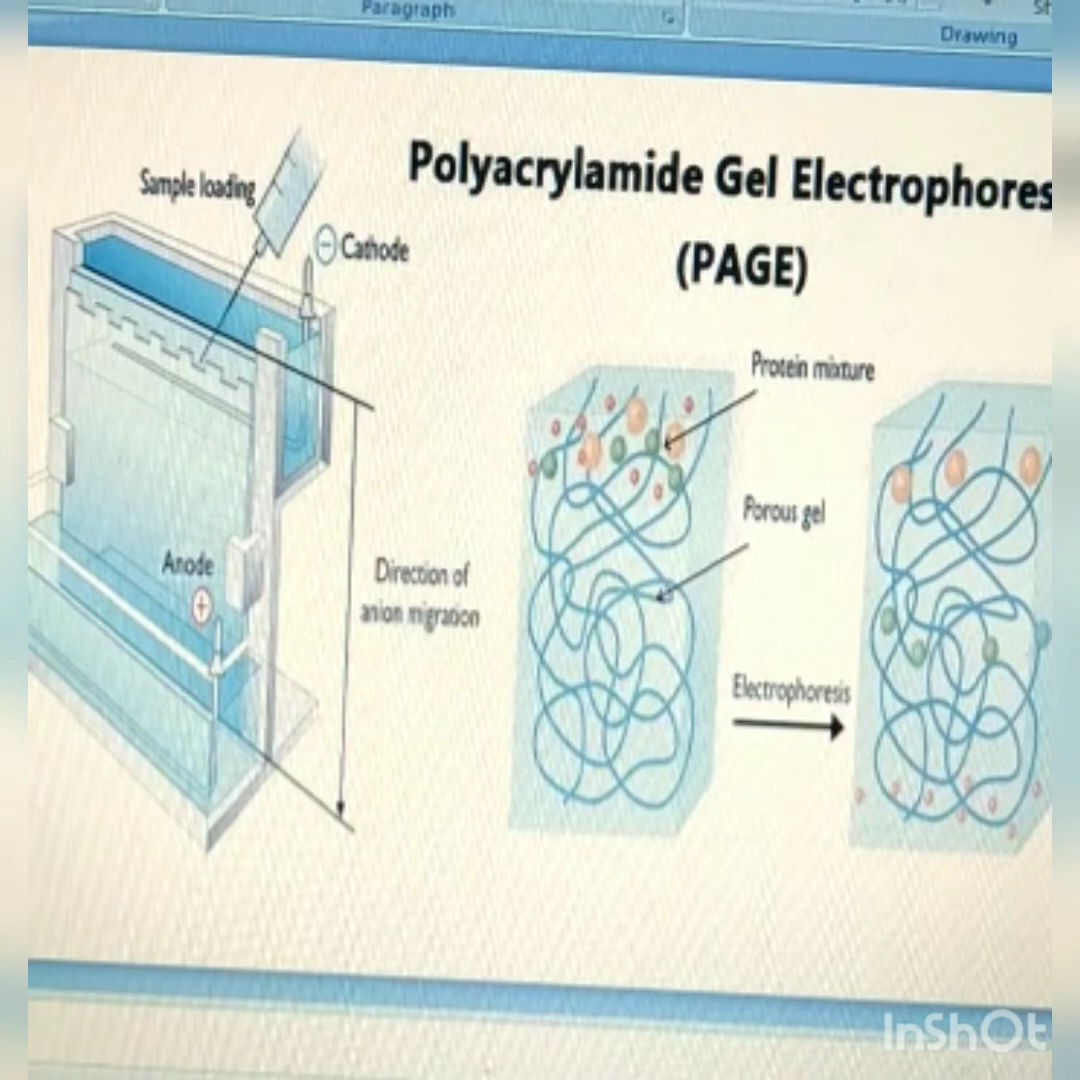 Paragraph
Drawing
Polyacrylamide Gel Electrophores
(PAGE)
Sample loading
Cathode
Protein mixture
Porous gel
Anode
Direction of
anion migration
Electrophoresis
InShOt